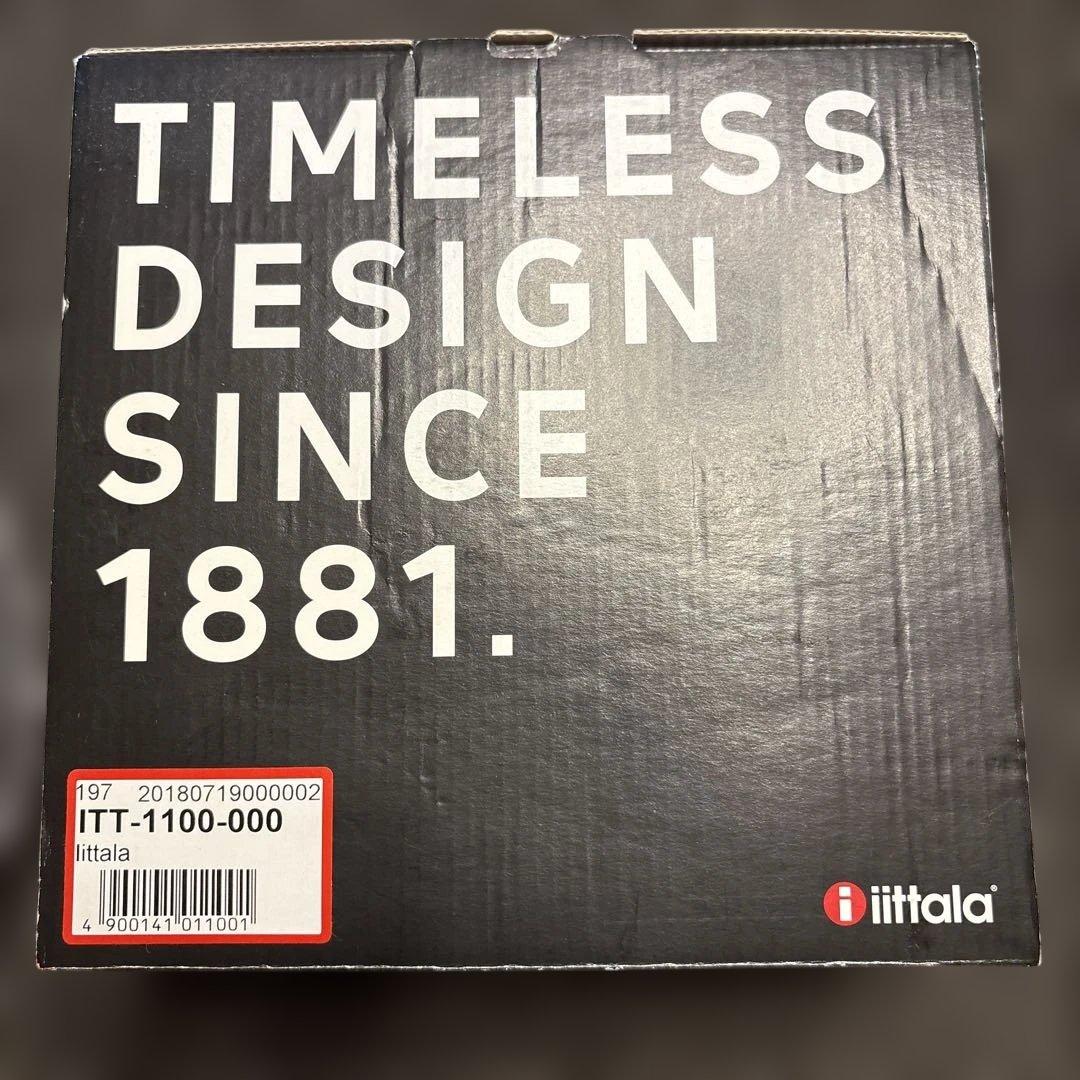 TIMELESS
DESIGN
SINCE
1881.
197 20180719000002
ITT-1100-000
Iittala
4 900141 011001
i iittala®